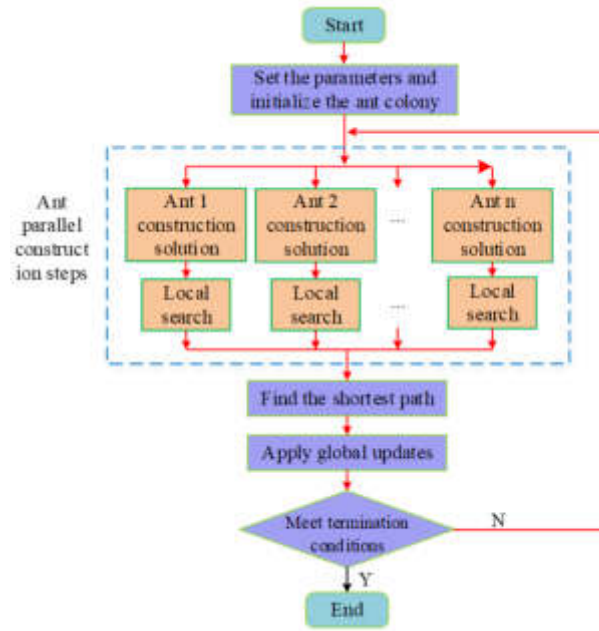 Start
Set the parameters and
initialize the ant colony
Ant
parallel
construct
ion steps
Ant 1
construction
solution
Ant 2
construction
solution
...
Ant n
construction
solution
Local
search
Local
search
...
Local
search
Find the shortest path
Apply global updates
Meet termination
conditions
N
Y
End